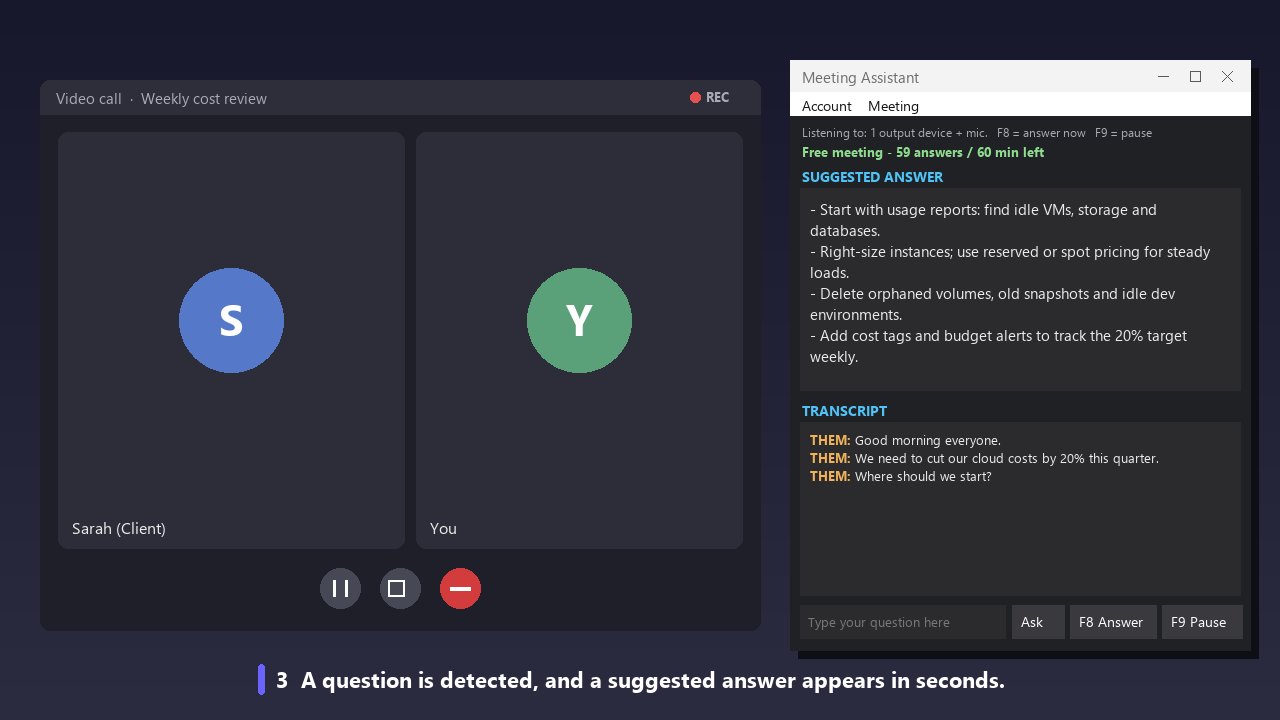 Video call · Weekly cost review
REC
S
Y
Sarah (Client)
You
Meeting Assistant
Account Meeting
Listening to: 1 output device + mic. F8 = answer now F9 = pause
Free meeting - 59 answers / 60 min left
SUGGESTED ANSWER
- Start with usage reports: find idle VMs, storage and
databases.
- Right-size instances; use reserved or spot pricing for steady
loads.
- Delete orphaned volumes, old snapshots and idle dev
environments.
- Add cost tags and budget alerts to track the 20% target
weekly.
TRANSCRIPT
THEM: Good morning everyone.
THEM: We need to cut our cloud costs by 20% this quarter.
THEM: Where should we start?
Type your question here
Ask
F8 Answer
F9 Pause
3 A question is detected, and a suggested answer appears in seconds.